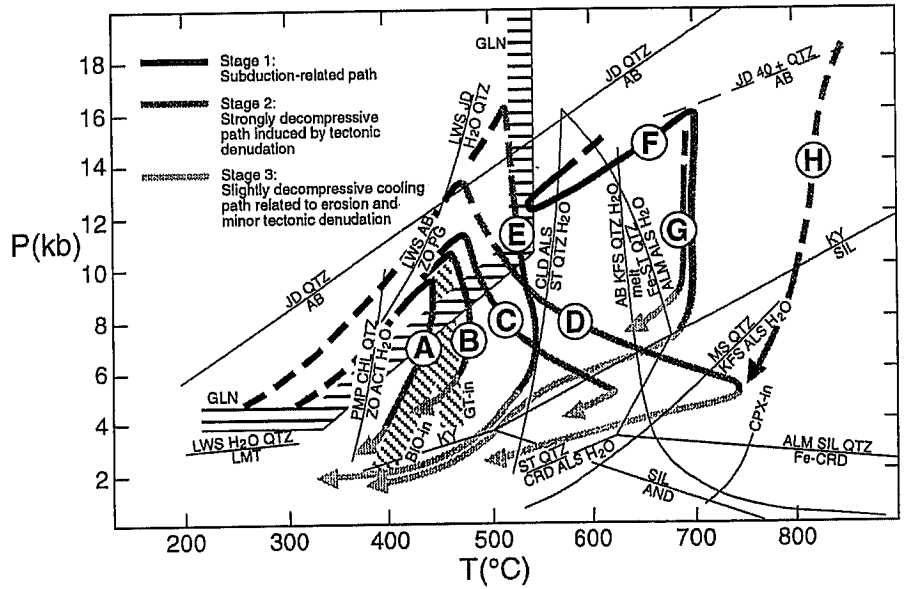 Stage 1:
Subduction-related path
Stage 2:
Strongly decompressive
path induced by tectonic
denudation
Stage 3:
Slightly decompressive cooling
path related to erosion and
minor tectonic denudation
P(kb)
18
16
14
12
10
8
6
4
2
200
300
400
500
600
700
800
T(°C)
GLN
JD QTZ
AB
JD 40 ± QTZ
AB
LWS JD
H2O QTZ
LWS AB
ZO PG
JD QTZ
AB
GLN
LWS H2O QTZ
LMT
PMP CHL QTZ
ZO ACT H2O
BIO-in
KY
GT-in
CLD ALS
ST QTZ H2O
AB KFS QTZ H2O
melt
Fe-ST QTZ
ALM ALS H2O
KY
SIL
MS QTZ
KFS ALS H2O
CPX-in
ALM SIL QTZ
Fe-CRD
ST QTZ
CRD ALS H2O
SIL
AND
A
B
C
D
E
F
G
H